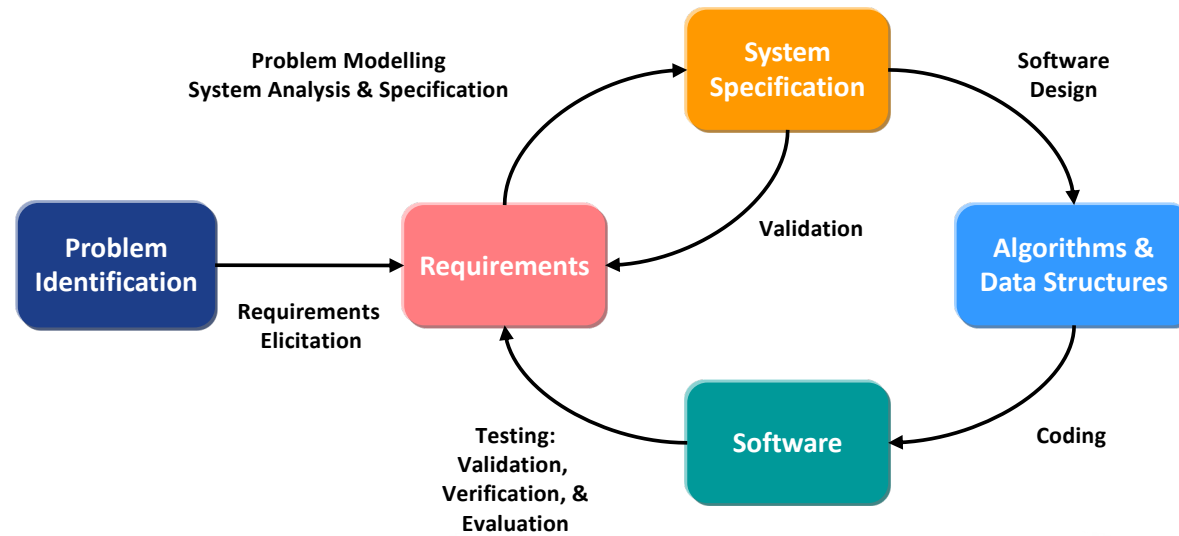 Problem Modelling
System Analysis & Specification
System
Specification
Software
Design
Problem
Identification
Requirements
Validation
Algorithms &
Data Structures
Requirements
Elicitation
Testing:
Validation,
Verification, &
Evaluation
Software
Coding